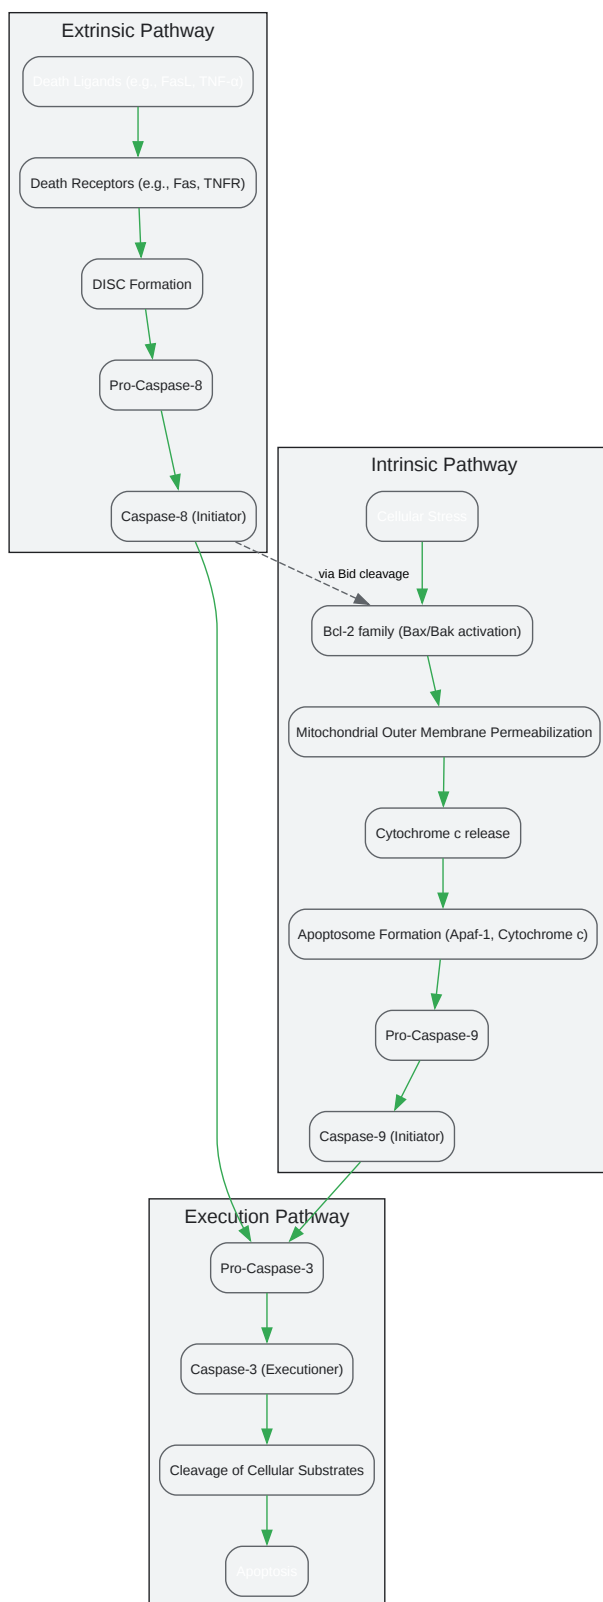 Extrinsic Pathway
Death Ligands (e.g., FasL, TNF-α)
Death Receptors (e.g., Fas, TNFR)
DISC Formation
Pro-Caspase-8
Caspase-8 (Initiator)
Intrinsic Pathway
Cellular Stress
via Bid cleavage
Bcl-2 family (Bax/Bak activation)
Mitochondrial Outer Membrane Permeabilization
Cytochrome c release
Apoptosome Formation (Apaf-1, Cytochrome c)
Pro-Caspase-9
Caspase-9 (Initiator)
Execution Pathway
Pro-Caspase-3
Caspase-3 (Executioner)
Cleavage of Cellular Substrates
Apoptosis